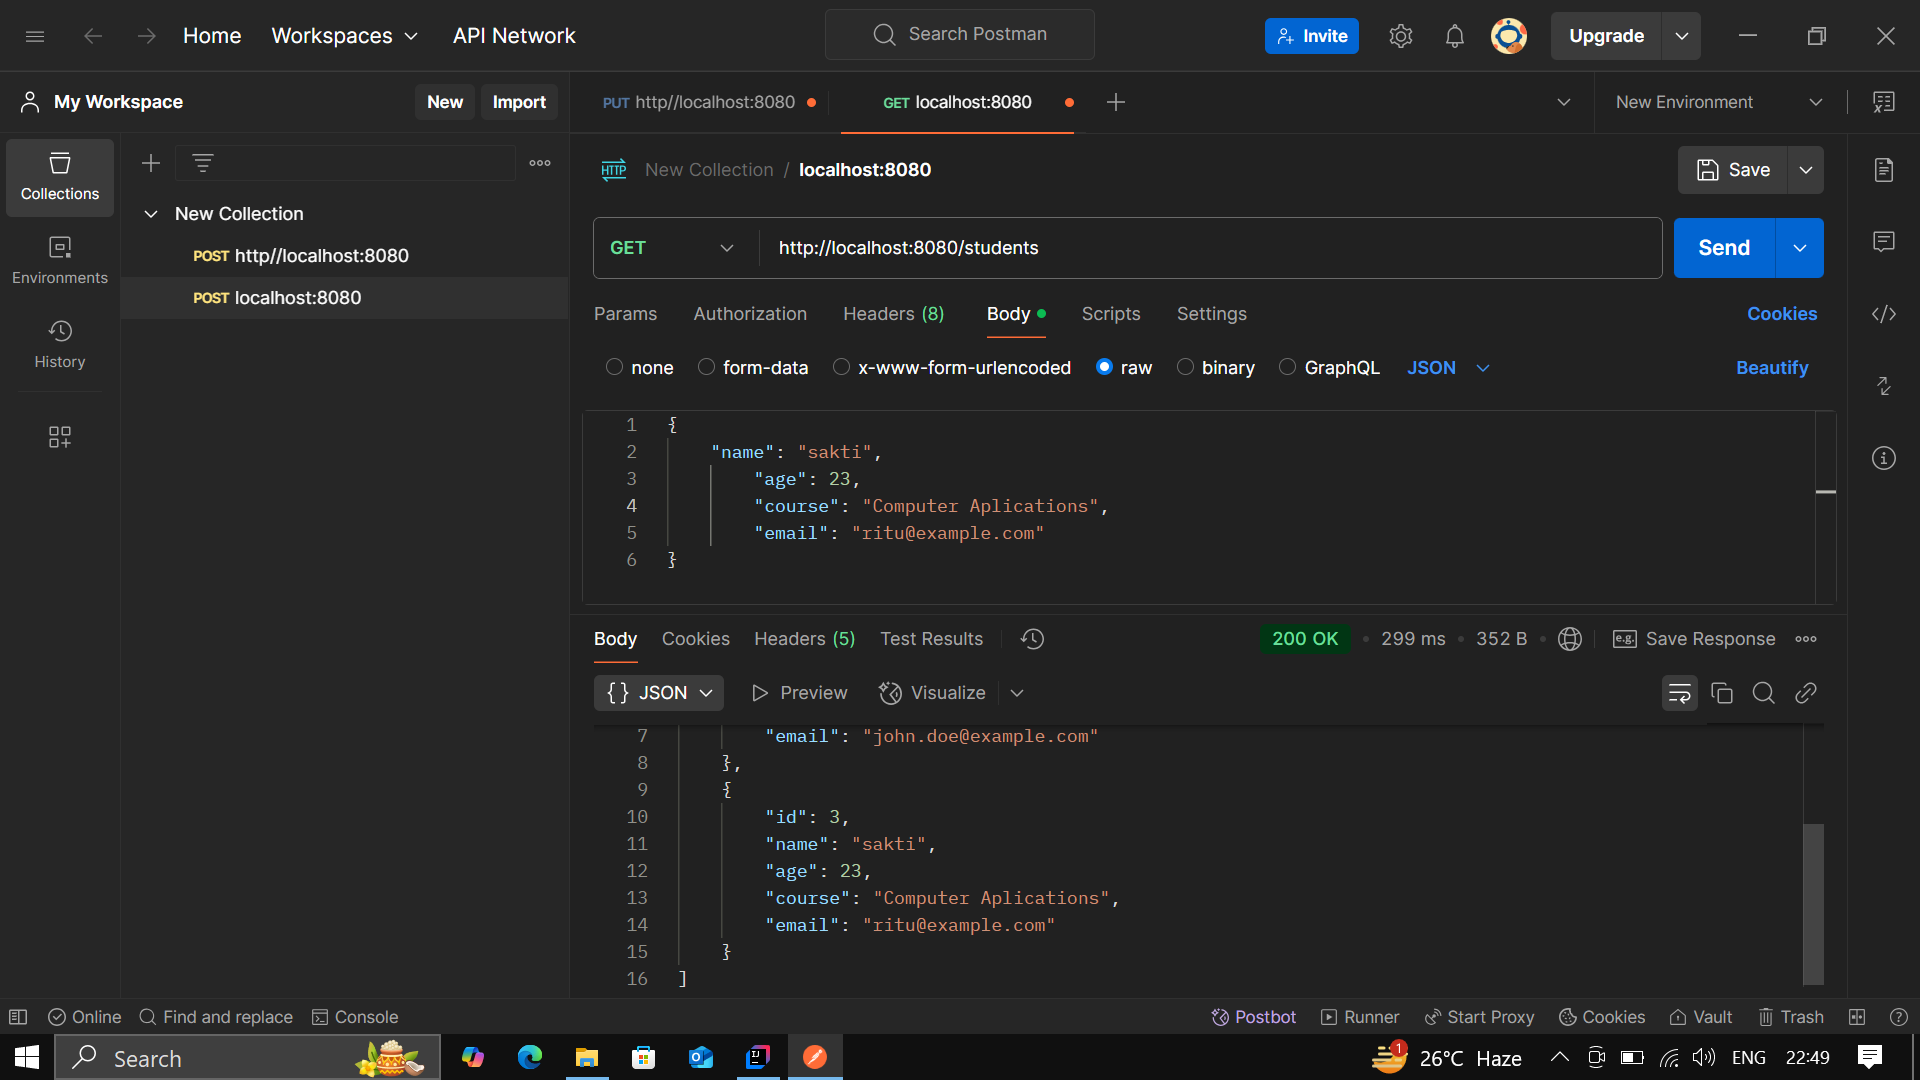 Home Workspaces API Network Search Postman Invite Upgrade
My Workspace New Import PUT http//localhost:8080 GET localhost:8080 New Environment
Collections
Environments
History
New Collection
POST http//localhost:8080
POST localhost:8080
HTTP New Collection / localhost:8080 Save
GET http://localhost:8080/students Send
Params Authorization Headers (8) Body Scripts Settings Cookies
none form-data x-www-form-urlencoded raw binary GraphQL JSON Beautify
1 {
2 "name": "sakti",
3 "age": 23,
4 "course": "Computer Aplications",
5 "email": "ritu@example.com"
6 }
Body Cookies Headers (5) Test Results 200 OK • 299 ms • 352 B • e.g. Save Response
{} JSON Preview Visualize
7 "email": "john.doe@example.com"
8 },
9 {
10 "id": 3,
11 "name": "sakti",
12 "age": 23,
13 "course": "Computer Aplications",
14 "email": "ritu@example.com"
15 }
16 ]
Online Find and replace Console Postbot Runner Start Proxy Cookies Vault Trash
Search 1 26°C Haze ENG 22:49